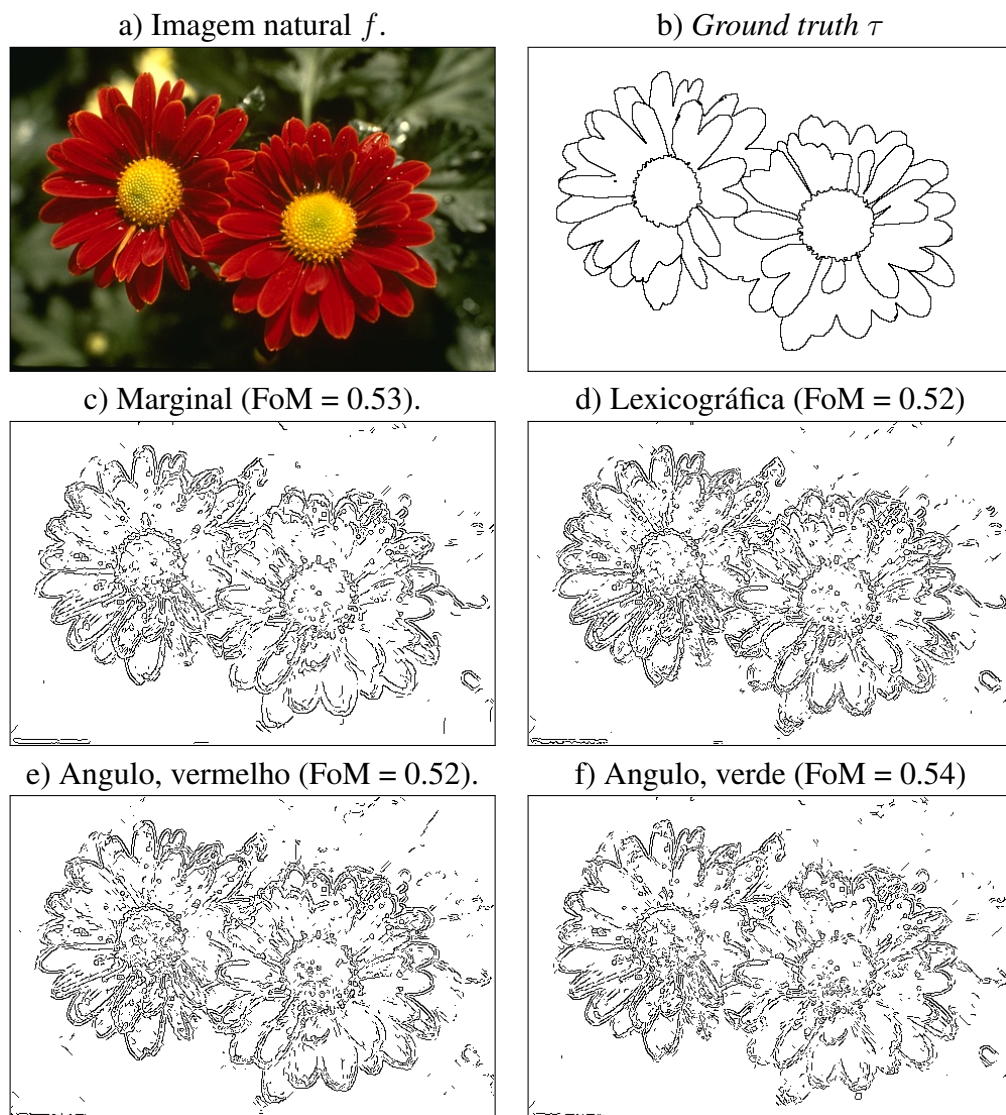 a) Imagem natural f.
b) Ground truth τ
c) Marginal (FoM = 0.53).
d) Lexicográfica (FoM = 0.52)
e) Angulo, vermelho (FoM = 0.52).
f) Angulo, verde (FoM = 0.54)